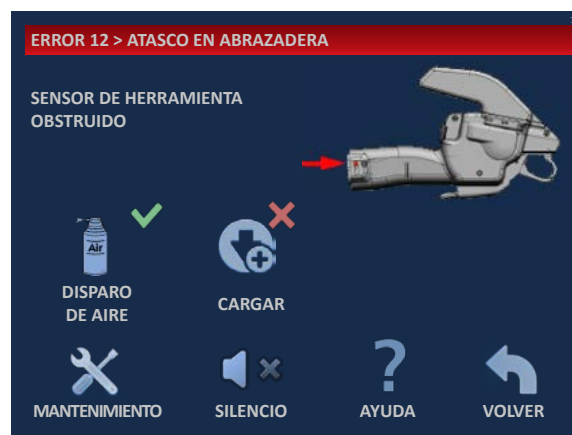 ERROR 12 > ATASCO EN ABRAZADERA
SENSOR DE HERRAMIENTA
OBSTRUIDO
Air
DISPARO
DE AIRE
CARGAR
?
MANTENIMIENTO
SILENCIO
AYUDA
VOLVER